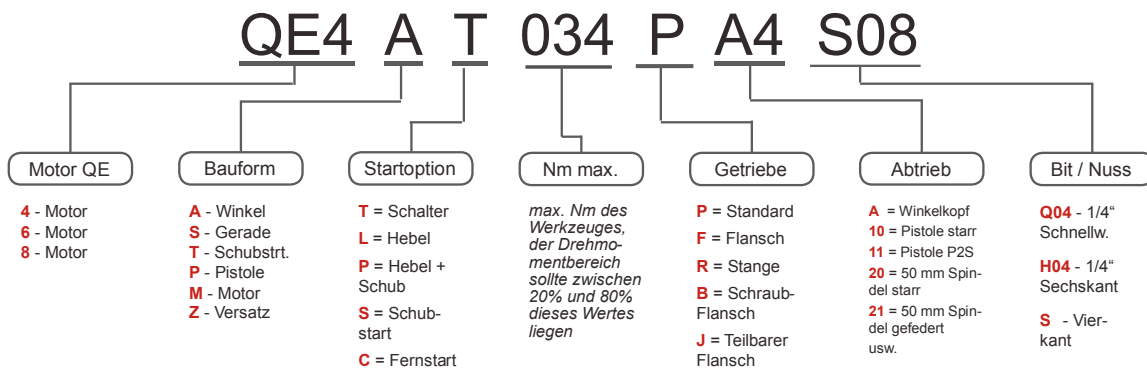 QE4 A T 034 P A4 S08
Motor QE
4 - Motor
6 - Motor
8 - Motor
Bauform
A - Winkel
S - Gerade
T - Schubstrt.
P - Pistole
M - Motor
Z - Versatz
Startoption
T = Schalter
L = Hebel
P = Hebel +
Schub
S = Schub-
start
C = Fernstart
Nm max.
max. Nm des
Werkzeuges,
der Drehmo-
mentbereich
sollte zwischen
20% und 80%
dieses Wertes
liegen
Getriebe
P = Standard
F = Flansch
R = Stange
B = Schraub-
Flansch
J = Teilbarer
Flansch
Abtrieb
A = Winkelkopf
10 = Pistole starr
11 = Pistole P2S
20 = 50 mm Spin-
del starr
21 = 50 mm Spin-
del gefedert
usw.
Bit / Nuss
Q04 - 1/4“
Schnellw.
H04 - 1/4“
Sechskant
S - Vier-
kant